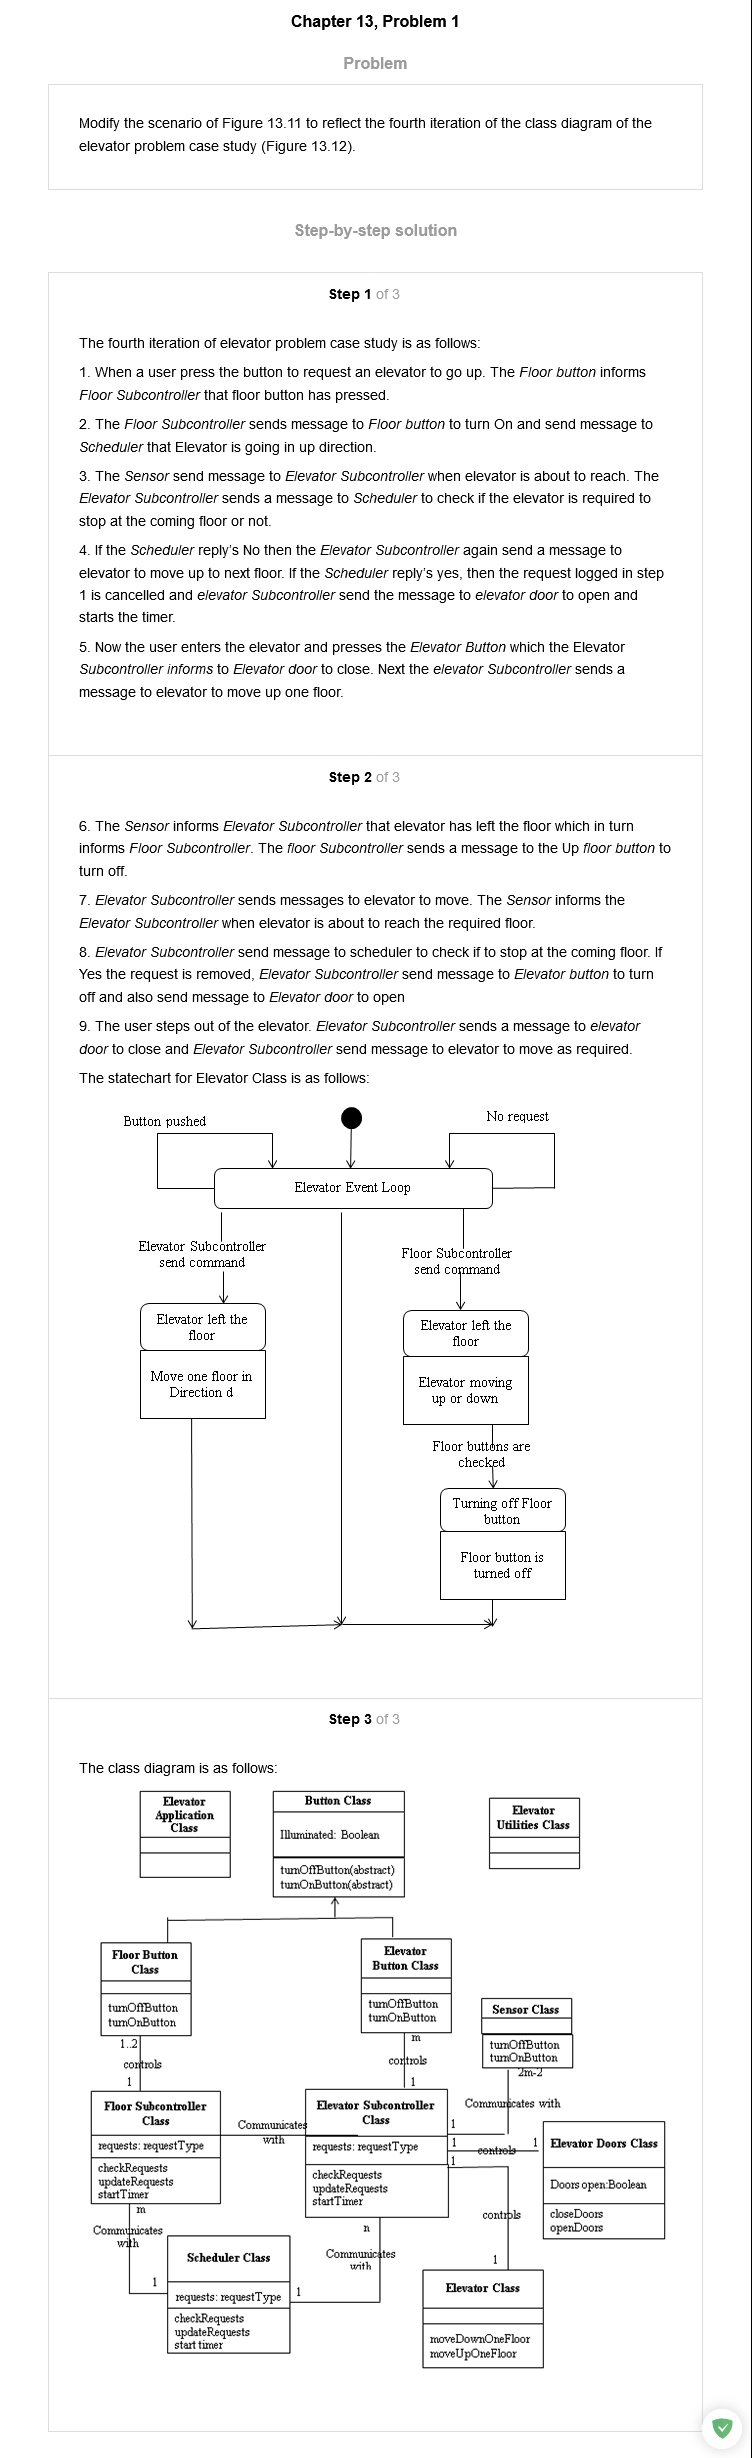 Chapter 13, Problem 1
Problem
Modify the scenario of Figure 13.11 to reflect the fourth iteration of the class diagram of the
elevator problem case study (Figure 13.12).
Step-by-step solution
Step 1 of 3
The fourth iteration of elevator problem case study is as follows:
1. When a user press the button to request an elevator to go up. The Floor button informs
Floor Subcontroller that floor button has pressed.
2. The Floor Subcontroller sends message to Floor button to turn On and send message to
Scheduler that Elevator is going in up direction.
3. The Sensor send message to Elevator Subcontroller when elevator is about to reach. The
Elevator Subcontroller sends a message to Scheduler to check if the elevator is required to
stop at the coming floor or not.
4. If the Scheduler reply's No then the Elevator Subcontroller again send a message to
elevator to move up to next floor. If the Scheduler reply's yes, then the request logged in step
1 is cancelled and elevator Subcontroller send the message to elevator door to open and
starts the timer.
5. Now the user enters the elevator and presses the Elevator Button which the Elevator
Subcontroller informs to Elevator door to close. Next the elevator Subcontroller sends a
message to elevator to move up one floor.
Step 2 of 3
6. The Sensor informs Elevator Subcontroller that elevator has left the floor which in turn
informs Floor Subcontroller. The floor Subcontroller sends a message to the Up floor button to
turn off.
7. Elevator Subcontroller sends messages to elevator to move. The Sensor informs the
Elevator Subcontroller when elevator is about to reach the required floor.
8. Elevator Subcontroller send message to scheduler to check if to stop at the coming floor. If
Yes the request is removed, Elevator Subcontroller send message to Elevator button to turn
off and also send message to Elevator door to open
9. The user steps out of the elevator. Elevator Subcontroller sends a message to elevator
door to close and Elevator Subcontroller send message to elevator to move as required.
The statechart for Elevator Class is as follows:
Button pushed
No request
Elevator Event Loop
Elevator Subcontroller
send command
Floor Subcontroller
send command
Elevator left the
floor
Move one floor in
Direction d
Elevator left the
floor
Elevator moving
up or down
Floor buttons are
checked
Turning off Floor
button
Floor button is
turned off
Step 3 of 3
The class diagram is as follows:
Elevator
Application
Class
Button Class
Illuminated: Boolean
turnOffButton(abstract)
turnOnButton(abstract)
Elevator
Utilities Class
Floor Button
Class
turnOffButton
turnOnButton
Elevator
Button Class
turnOffButton
turnOnButton
Sensor Class
turnOffButton
turnOnButton
1..2
controls
1
m
controls
1
2m-2
Communicates with
Floor Subcontroller
Class
requests: requestType
checkRequests
updateRequests
startTimer
Communicates
with
Elevator Subcontroller
Class
requests: requestType
checkRequests
updateRequests
startTimer
1
1
controls
1
1
Elevator Doors Class
Doors open:Boolean
closeDoors
openDoors
m
Communicates
with
1
Scheduler Class
requests: requestType
checkRequests
updateRequests
start timer
n
Communicates
with
1
controls
1
Elevator Class
moveDownOneFloor
moveUpOneFloor